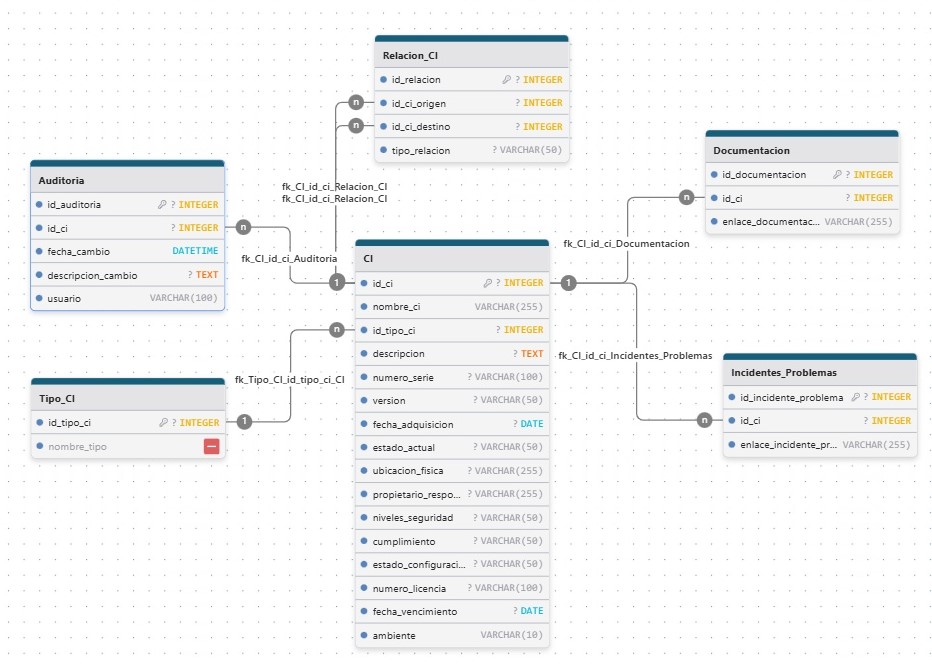 Relacion_CI
id_relacion ? INTEGER
id_ci_origen ? INTEGER
id_ci_destino ? INTEGER
tipo_relacion ? VARCHAR(50)
n
n
fk_CI_id_ci_Relacion_CI
fk_CI_id_ci_Relacion_CI
Documentacion
id_documentacion ? INTEGER
id_ci ? INTEGER
enlace_documentac... VARCHAR(255)
n
fk_CI_id_ci_Documentacion
Auditoria
id_auditoria ? INTEGER
id_ci ? INTEGER
fecha_cambio DATETIME
descripcion_cambio ? TEXT
usuario VARCHAR(100)
n
fk_CI_id_ci_Auditoria
1
CI
id_ci ? INTEGER
nombre_ci VARCHAR(255)
id_tipo_ci ? INTEGER
descripcion ? TEXT
numero_serie ? VARCHAR(100)
version ? VARCHAR(50)
fecha_adquisicion ? DATE
estado_actual ? VARCHAR(50)
ubicacion_fisica ? VARCHAR(255)
propietario_respo... ? VARCHAR(255)
niveles_seguridad ? VARCHAR(50)
cumplimiento ? VARCHAR(50)
estado_configuraci... ? VARCHAR(50)
numero_licencia ? VARCHAR(100)
fecha_vencimiento ? DATE
ambiente VARCHAR(10)
1
n
fk_Tipo_CI_id_tipo_ci_CI
Tipo_CI
id_tipo_ci ? INTEGER
nombre_tipo
1
fk_CI_id_ci_Incidentes_Problemas
Incidentes_Problemas
id_incidente_problema ? INTEGER
id_ci ? INTEGER
enlace_incidente_pr... VARCHAR(255)
n